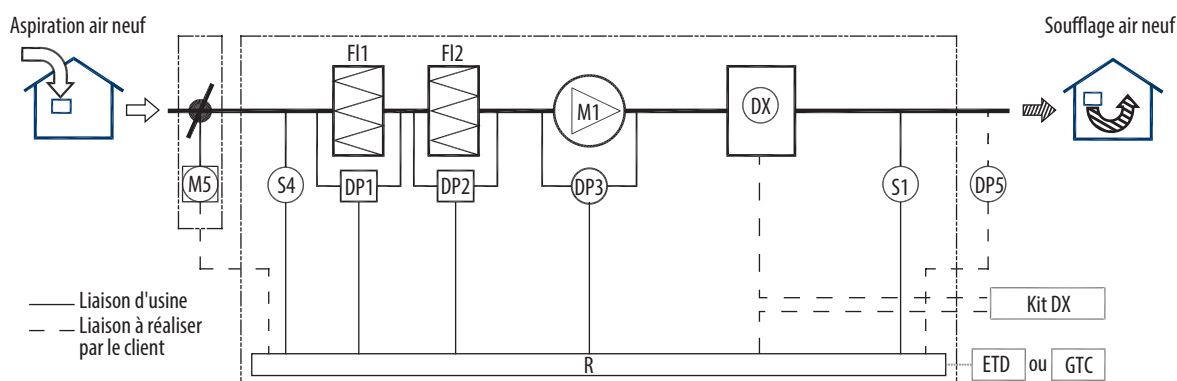 Aspiration air neuf
Soufflage air neuf
FI1
FI2
M1
DX
M5
S4
DP1
DP2
DP3
S1
DP5
Liaison d'usine
Liaison à réaliser
par le client
Kit DX
R
ETD ou GTC